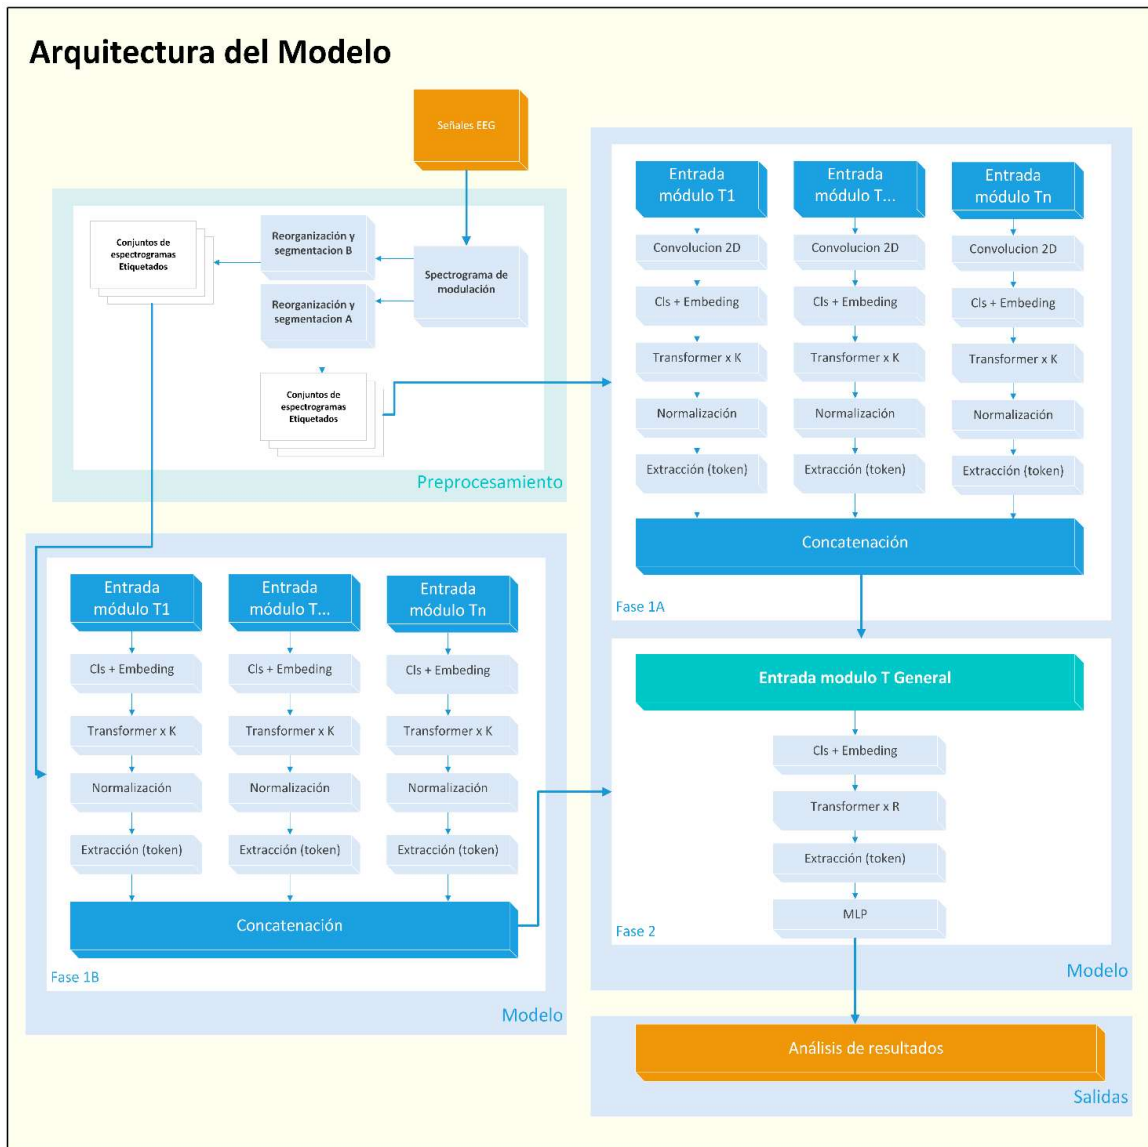 Arquitectura del Modelo
Señales EEG
Conjuntos de
espectrogramas
Etiquetados
Reorganización y
segmentacion B
Spectrograma de
modulación
Reorganización y
segmentacion A
Conjuntos de
espectrogramas
Etiquetados
Preprocesamiento
Entrada
módulo T1
Entrada
módulo T...
Entrada
módulo Tn
Convolucion 2D
Convolucion 2D
Convolucion 2D
Cls + Embeding
Cls + Embeding
Cls + Embeding
Transformer x K
Transformer x K
Transformer x K
Normalización
Normalización
Normalización
Extracción (token)
Extracción (token)
Extracción (token)
Concatenación
Fase 1A
Entrada
módulo T1
Entrada
módulo T...
Entrada
módulo Tn
Cls + Embeding
Cls + Embeding
Cls + Embeding
Transformer x K
Transformer x K
Transformer x K
Normalización
Normalización
Normalización
Extracción (token)
Extracción (token)
Extracción (token)
Concatenación
Fase 1B
Modelo
Entrada modulo T General
Cls + Embeding
Transformer x R
Extracción (token)
MLP
Fase 2
Modelo
Análisis de resultados
Salidas